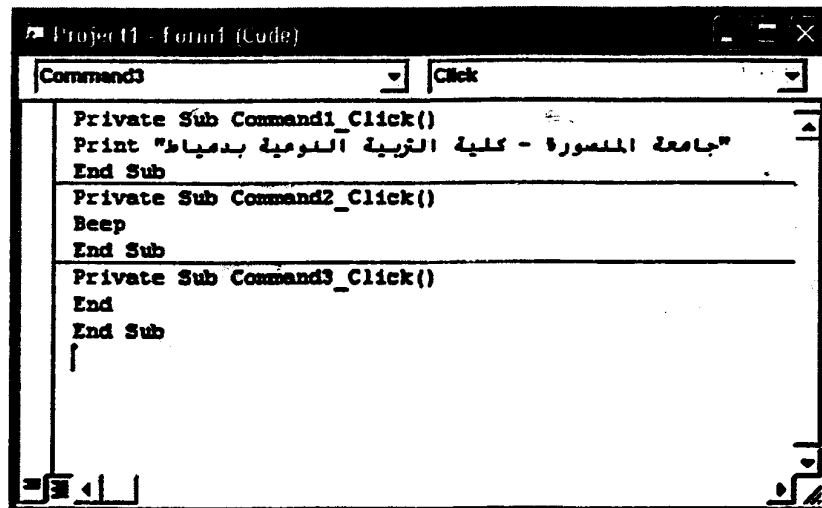 Project1 - Form1 (Code)
Command3 Click
Private Sub Command1_Click()
Print "جامعة المنصورة - كلية التربية النوعية بدمياط"
End Sub
Private Sub Command2_Click()
Beep
End Sub
Private Sub Command3_Click()
End
End Sub